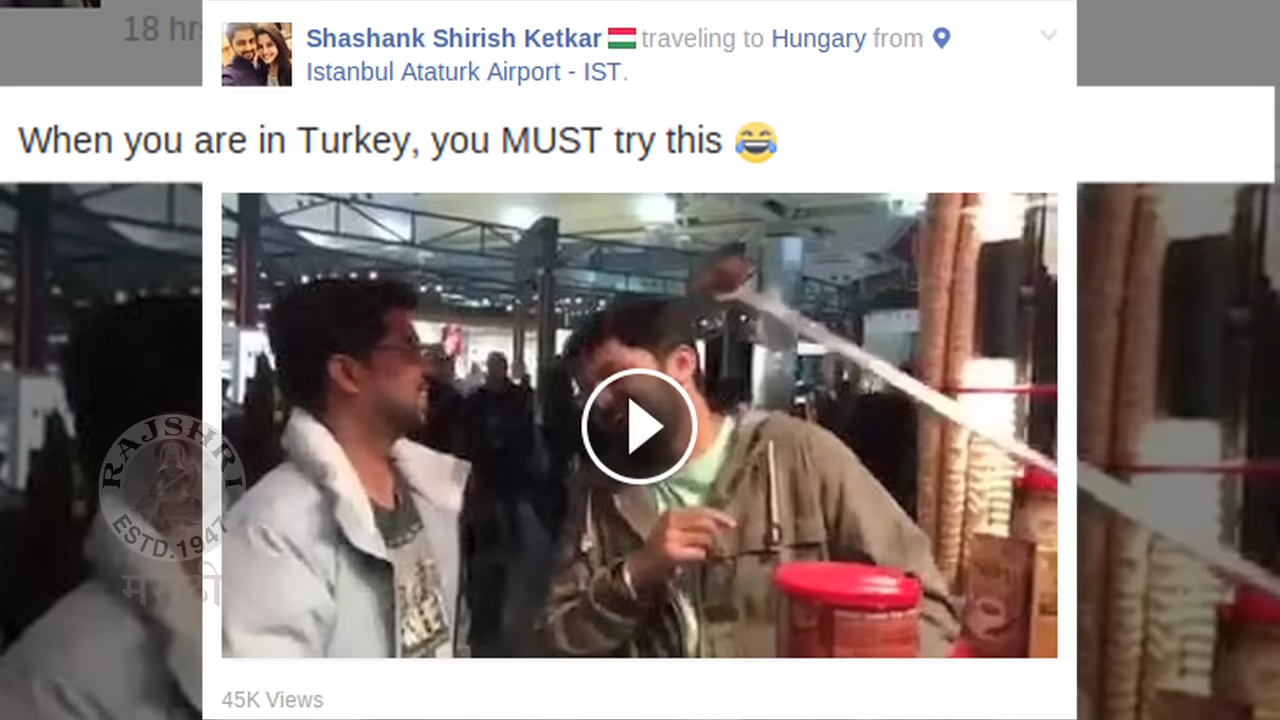 18 hr
Shashank Shirish Ketkar traveling to Hungary from
Istanbul Ataturk Airport - IST.
When you are in Turkey, you MUST try this 😂
RAJSHRI
ESTD.1947
45K Views